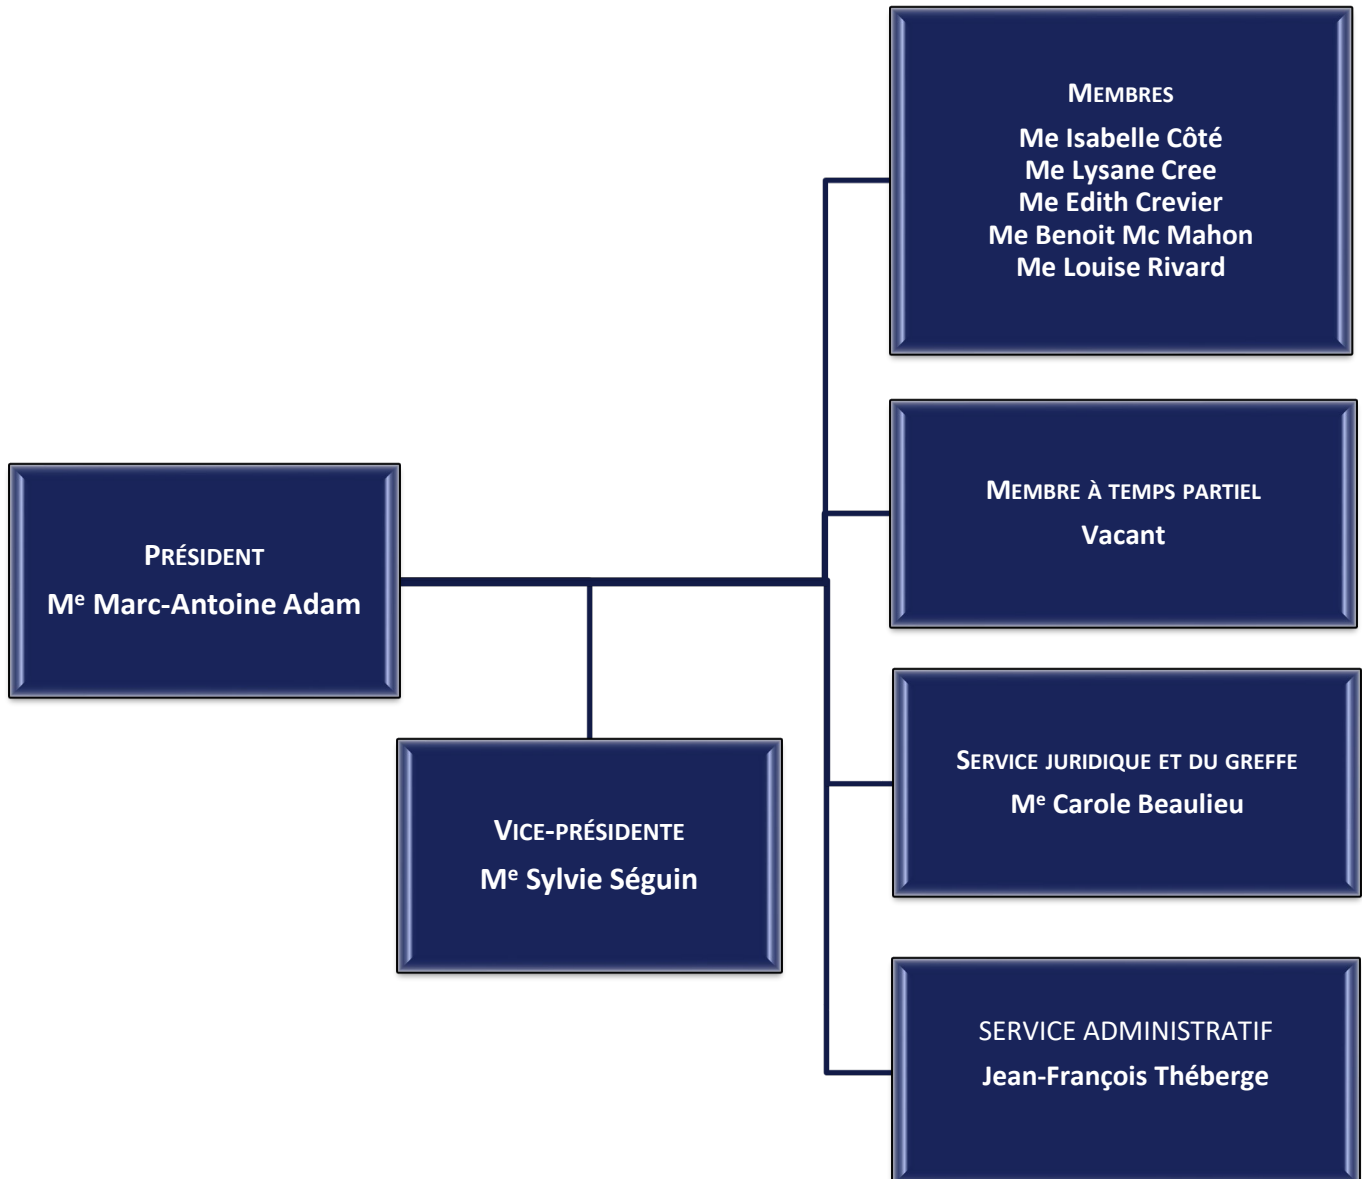 MEMBRES
Me Isabelle Côté
Me Lysane Cree
Me Edith Crevier
Me Benoit Mc Mahon
Me Louise Rivard
MEMBRE À TEMPS PARTIEL
Vacant
PRÉSIDENT
Me Marc-Antoine Adam
SERVICE JURIDIQUE ET DU GREFFE
Me Carole Beaulieu
VICE-PRÉSIDENTE
Me Sylvie Séguin
SERVICE ADMINISTRATIF
Jean-François Théberge